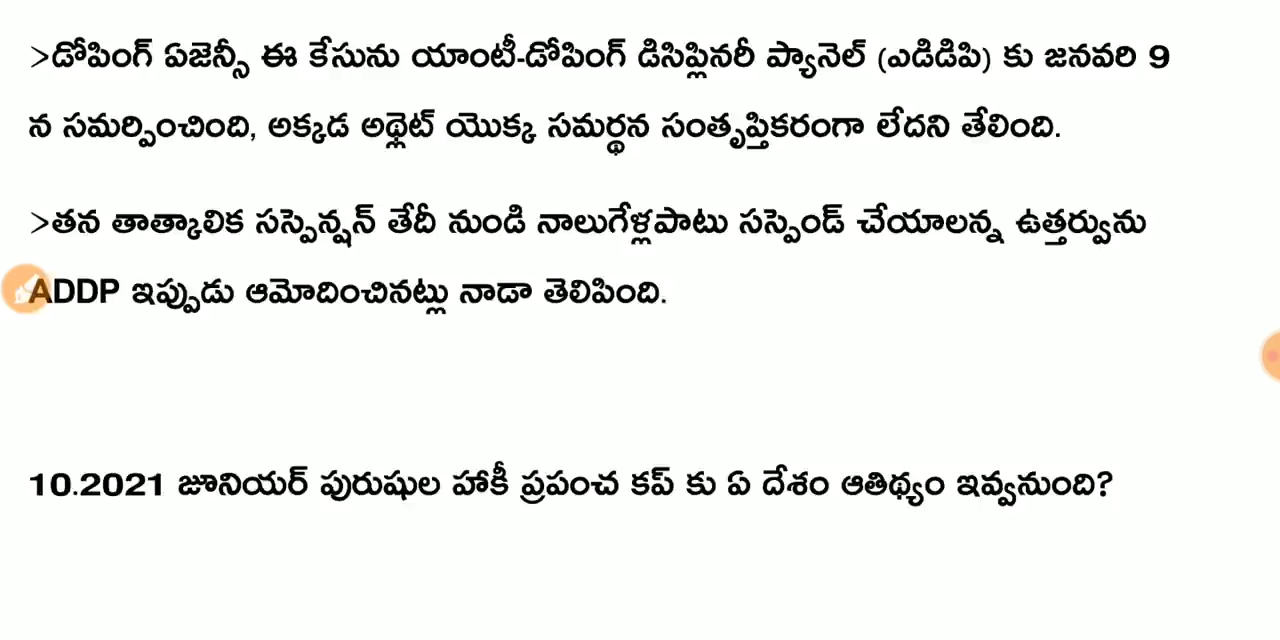 >డోపింగ్ ఏజెన్సీ ఈ కేసును యాంటీ-డోపింగ్ డిసిప్లినరీ ప్యానెల్ (ఎడిడిపి) కు జనవరి 9
న సమర్పించింది, అక్కడ అథ్లెట్ యొక్క సమర్థన సంతృప్తికరంగా లేదని తేలింది.
>తన తాత్కాలిక సస్పెన్షన్ తేదీ నుండి నాలుగేళ్లపాటు సస్పెండ్ చేయాలన్న ఉత్తర్వును
ADDP ఇప్పుడు ఆమోదించినట్లు నాడా తెలిపింది.
10.2021 జూనియర్ పురుషుల హాకీ ప్రపంచ కప్ కు ఏ దేశం ఆతిథ్యం ఇవ్వనుంది?